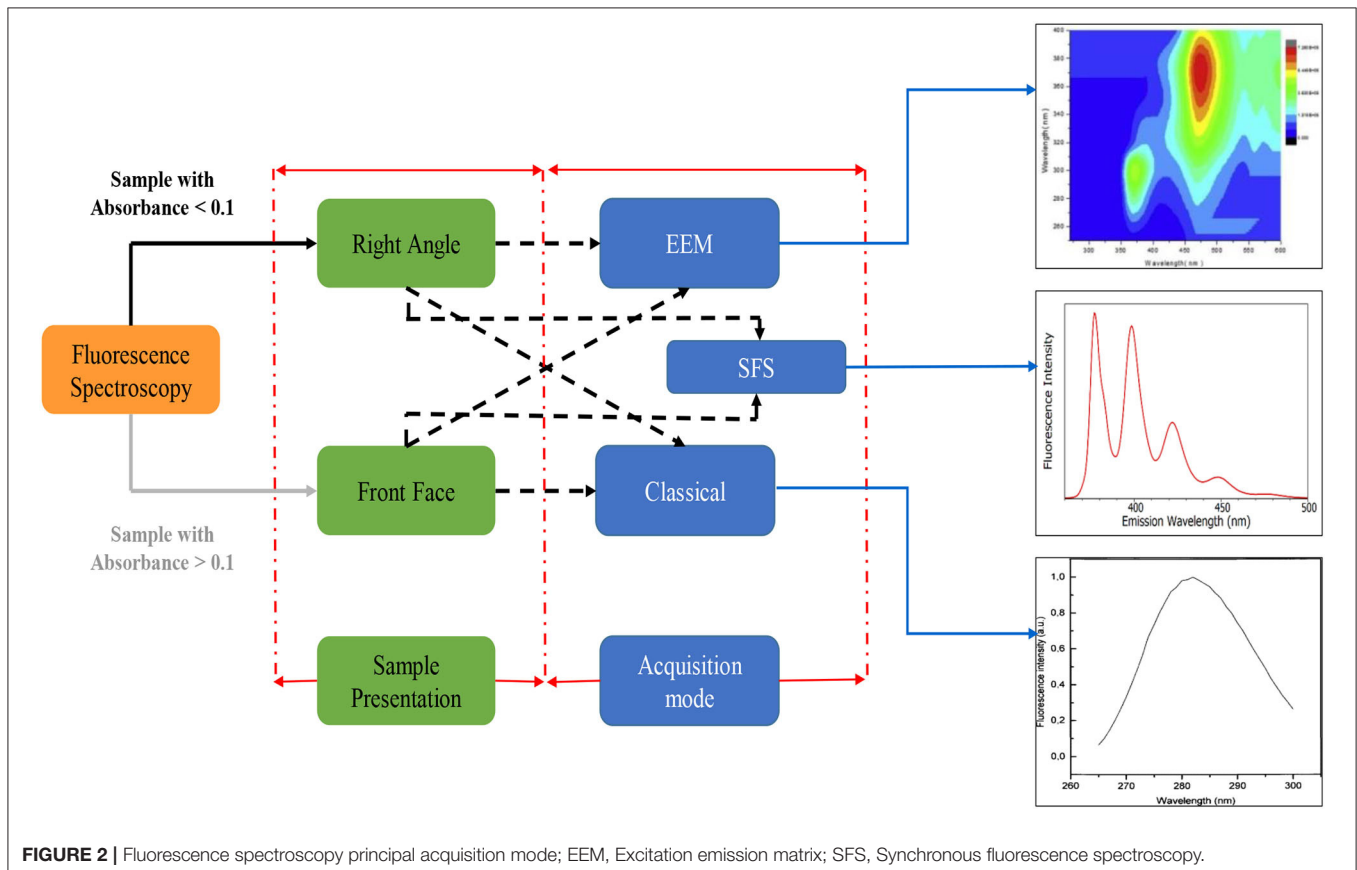 Sample with
Absorbance < 0.1
Fluorescence
Spectroscopy
Sample with
Absorbance > 0.1
Right Angle
Front Face
Sample
Presentation
EEM
SFS
Classical
Acquisition
mode
400
380
360
340
320
300
280
260
Wavelength(nm)
300
350
400
450
500
550
600
Wavelength(nm)
Fluorescence Intensity
400
450
500
Emission Wavelength (nm)
1,0
0,8
0,6
0,4
0,2
0,0
Fluorescence intensity (a.u.)
260
270
280
290
300
Wavelength (nm)
FIGURE 2 | Fluorescence spectroscopy principal acquisition mode; EEM, Excitation emission matrix; SFS, Synchronous fluorescence spectroscopy.